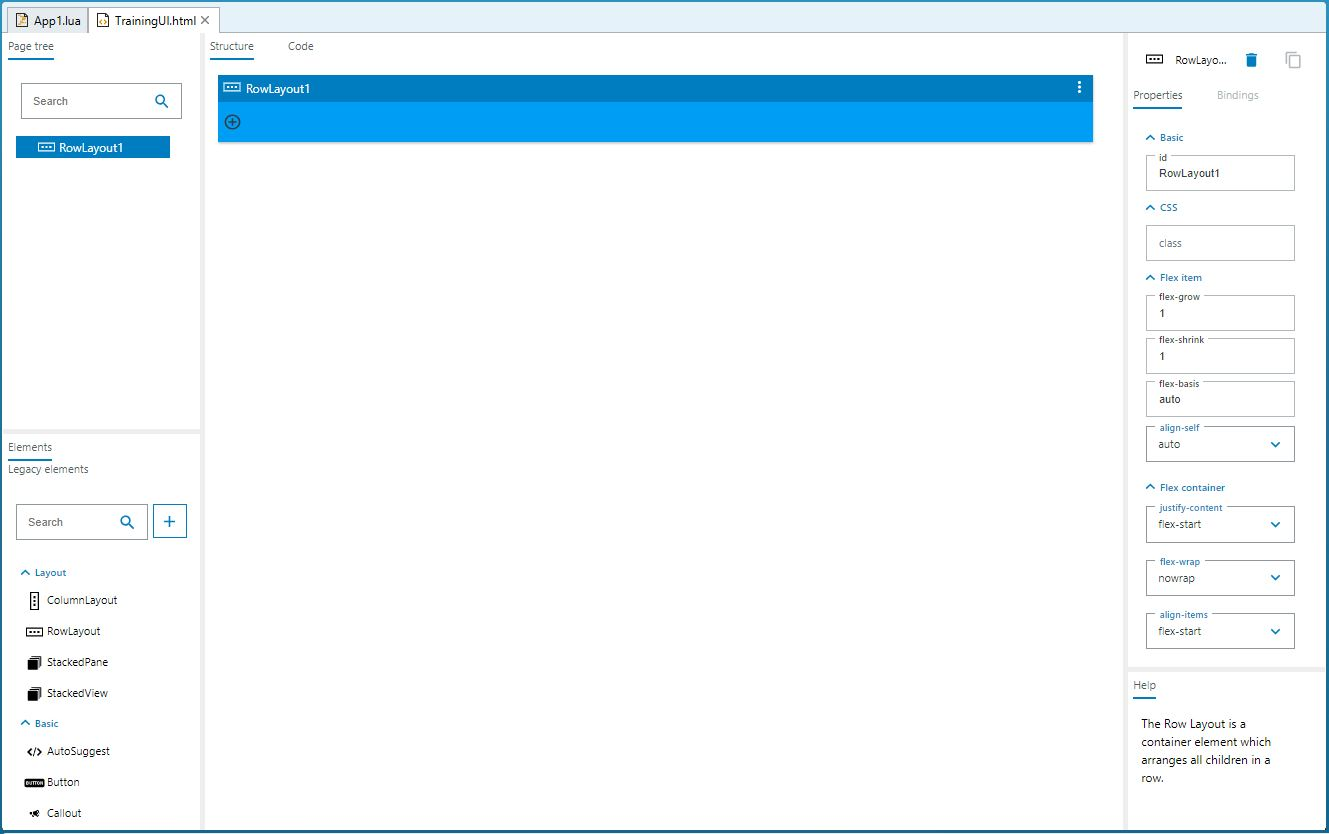 App1.lua
TrainingUI.html
Page tree
Search
RowLayout1
Elements
Legacy elements
Search
Layout
ColumnLayout
RowLayout
StackedPane
StackedView
Basic
AutoSuggest
BUTTON Button
Callout
Structure
Code
RowLayout1
RowLayo...
Properties
Bindings
Basic
id
RowLayout1
CSS
class
Flex item
flex-grow
1
flex-shrink
1
flex-basis
auto
align-self
auto
Flex container
justify-content
flex-start
flex-wrap
nowrap
align-items
flex-start
Help
The Row Layout is a
container element which
arranges all children in a
row.